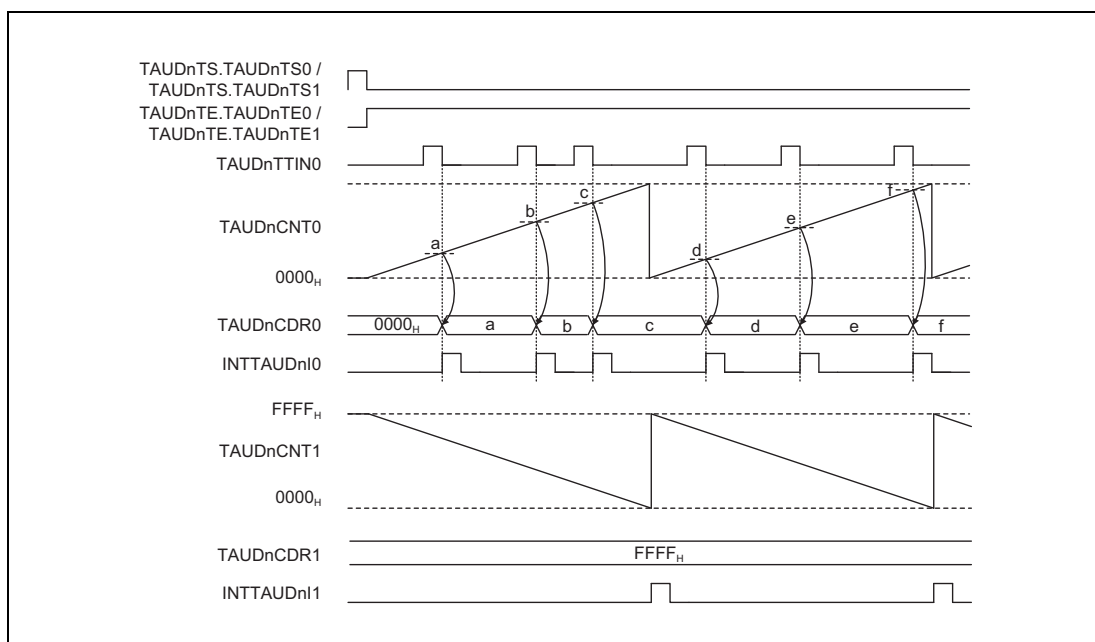 TAUDnTS.TAUDnTS0 /
TAUDnTS.TAUDnTS1
TAUDnTE.TAUDnTE0 /
TAUDnTE.TAUDnTE1
TAUDnTTIN0
TAUDnCNT0
a
b
c
d
e
f
0000H
TAUDnCDR0
0000H a b c d e f
INTTAUDnI0
FFFFH
TAUDnCNT1
0000H
TAUDnCDR1
FFFFH
INTTAUDnI1